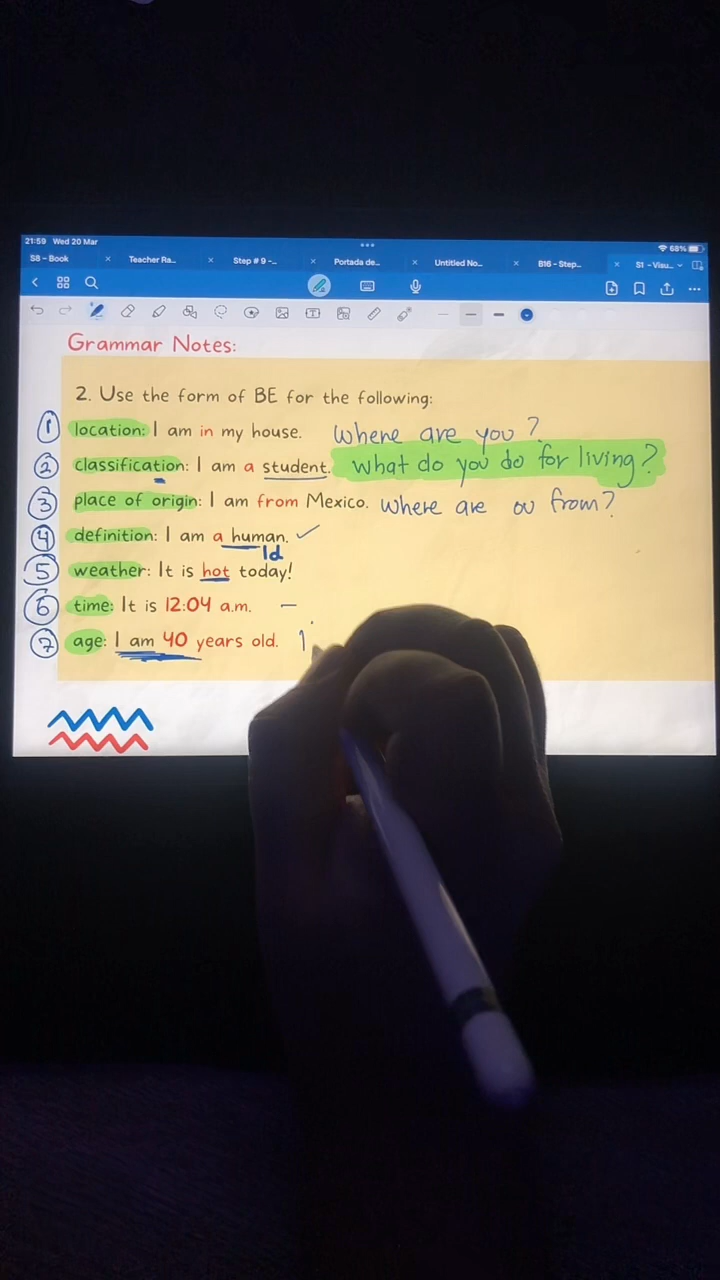 21:59 Wed 20 Mar
68%
S8 – Book Teacher Ra... Step # 9 -... Portada de... Untitled No... B16 – Step... S1 – Visu...
Grammar Notes:
2. Use the form of BE for the following:
1 location: I am in my house. Where are you?
2 classification: I am a student. What do you do for living?
3 place of origin: I am from Mexico. Where are ou from?
4 definition: I am a human.
Id
5 weather: It is hot today!
6 time: It is 12:04 a.m.
7 age: I am 40 years old.